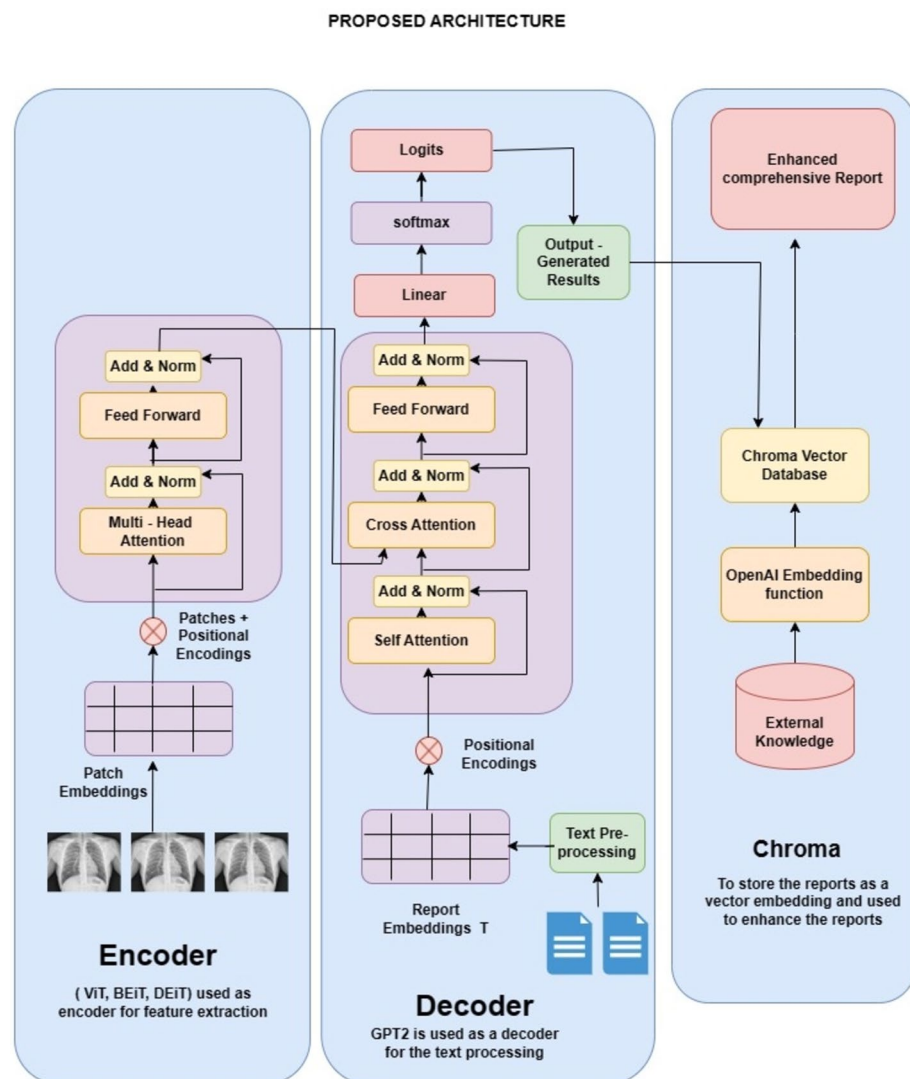 PROPOSED ARCHITECTURE
Add & Norm
Feed Forward
Add & Norm
Multi - Head
Attention
Patches +
Positional
Encodings
Patch
Embeddings
Encoder
( ViT, BEiT, DEiT) used as
encoder for feature extraction
Logits
softmax
Linear
Output -
Generated
Results
Add & Norm
Feed Forward
Add & Norm
Cross Attention
Add & Norm
Self Attention
Positional
Encodings
Text Pre-
processing
Report
Embeddings T
Decoder
GPT2 is used as a decoder
for the text processing
Enhanced
comprehensive Report
Chroma Vector
Database
OpenAI Embedding
function
External
Knowledge
Chroma
To store the reports as a
vector embedding and used
to enhance the reports